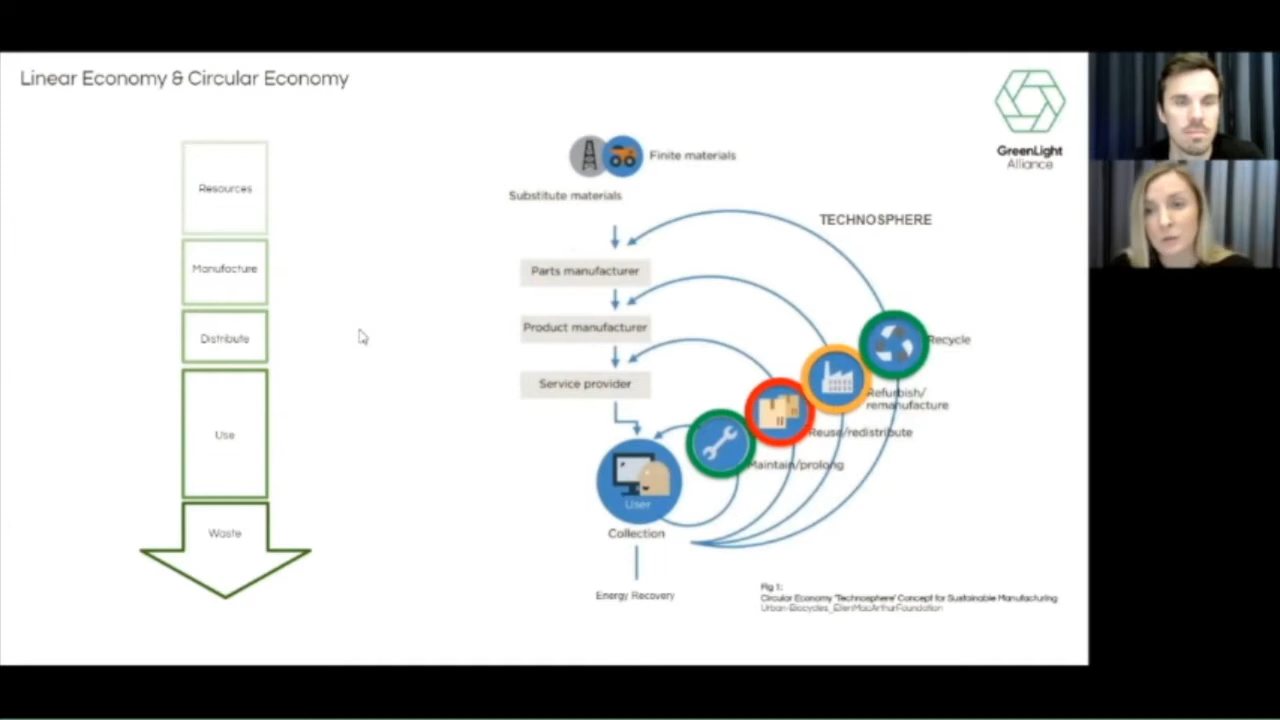 Linear Economy & Circular Economy
GreenLight
Alliance
Resources
Manufacture
Distribute
Use
Waste
Finite materials
Substitute materials
TECHNOSPHERE
Parts manufacturer
Product manufacturer
Service provider
Recycle
Refurbish/
remanufacture
Reuse/redistribute
Maintain/prolong
User
Collection
Energy Recovery
Fig 1:
Circular Economy 'Technosphere' Concept for Sustainable Manufacturing
Urban-Biocycles_EllenMacArthurFoundation